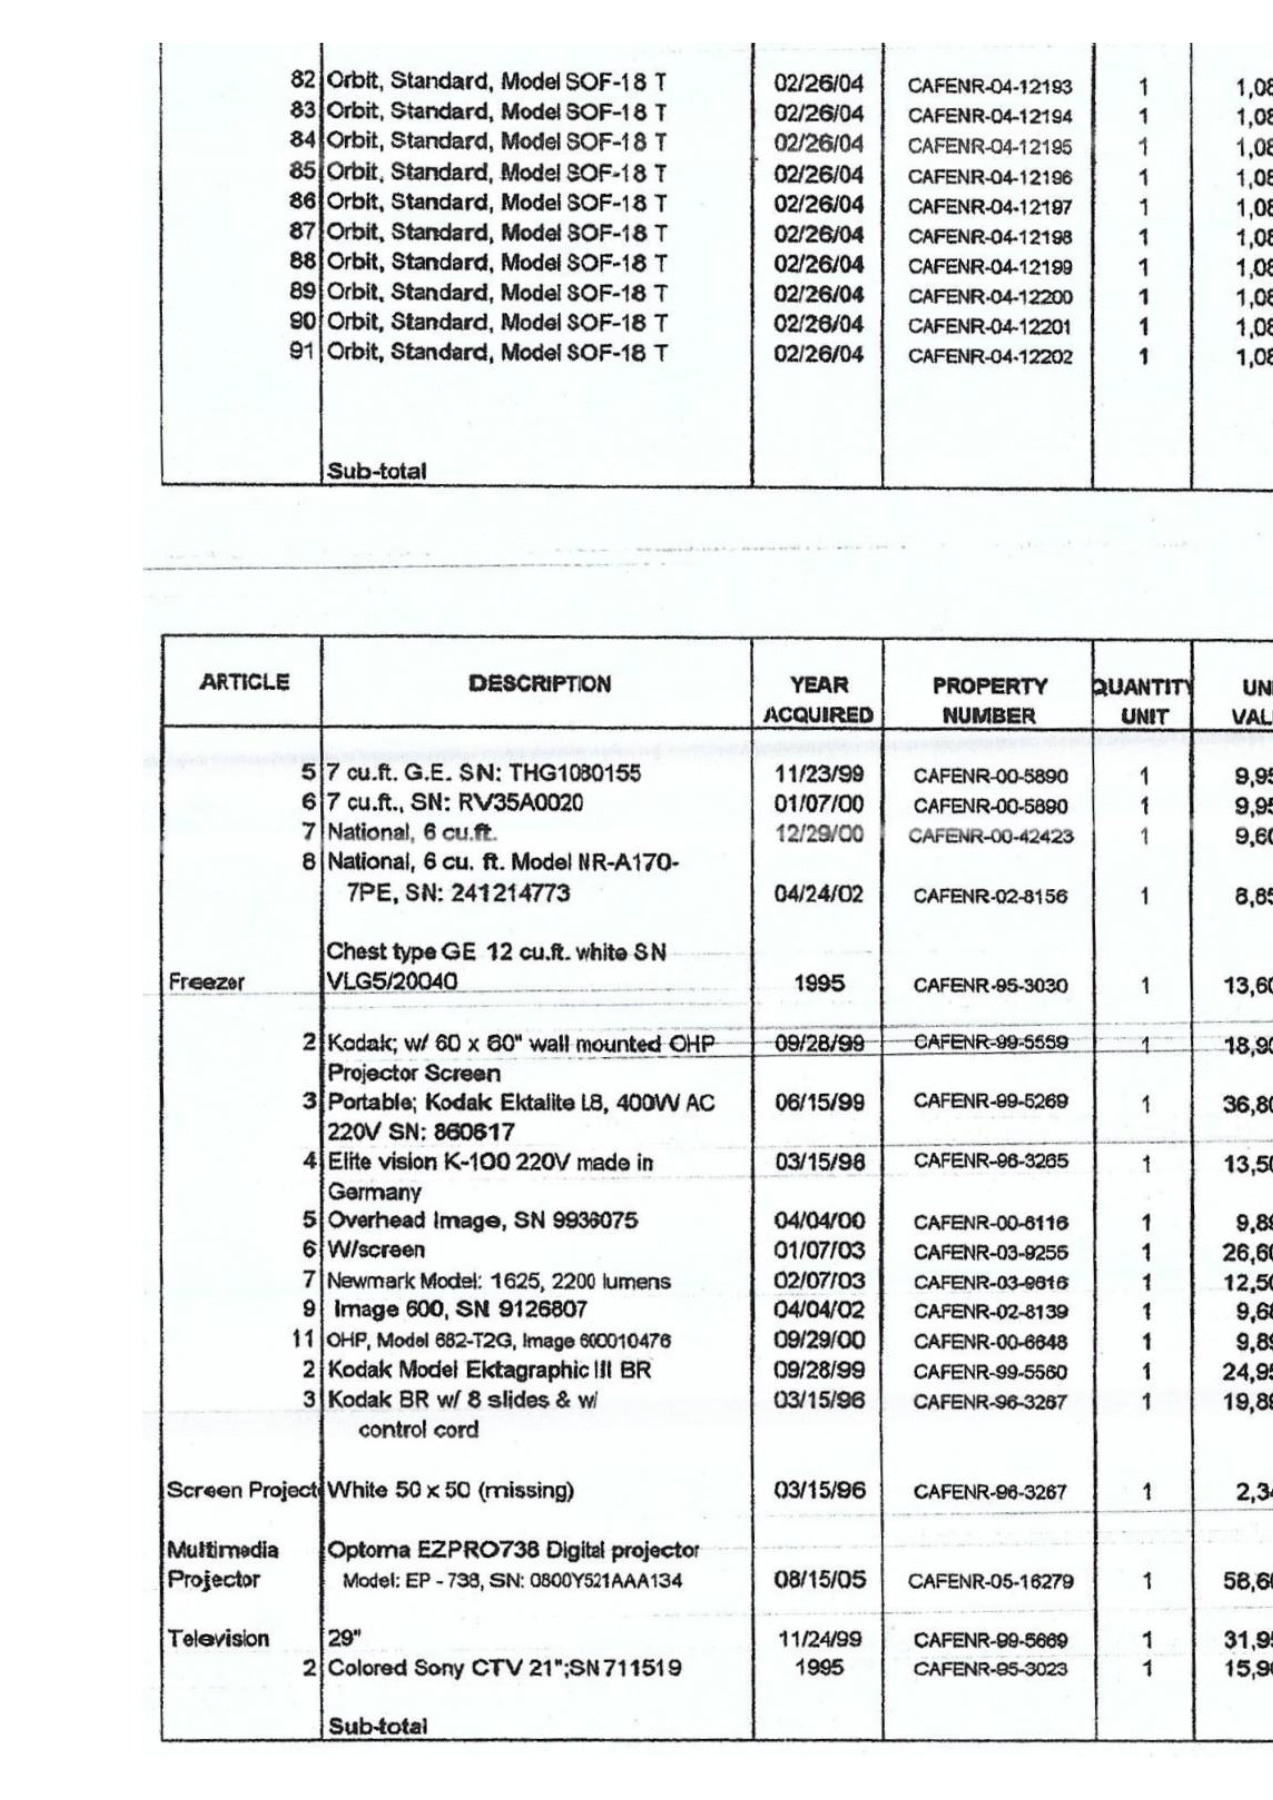 82 Orbit, Standard, Model SOF-18 T 02/26/04 CAFENR-04-12193 1 1,08
83 Orbit, Standard, Model SOF-18 T 02/26/04 CAFENR-04-12194 1 1,08
84 Orbit, Standard, Model SOF-18 T 02/26/04 CAFENR-04-12195 1 1,08
85 Orbit, Standard, Model SOF-18 T 02/26/04 CAFENR-04-12196 1 1,08
86 Orbit, Standard, Model SOF-18 T 02/26/04 CAFENR-04-12197 1 1,08
87 Orbit, Standard, Model SOF-18 T 02/26/04 CAFENR-04-12198 1 1,08
88 Orbit, Standard, Model SOF-18 T 02/26/04 CAFENR-04-12199 1 1,08
89 Orbit, Standard, Model SOF-18 T 02/26/04 CAFENR-04-12200 1 1,08
90 Orbit, Standard, Model SOF-18 T 02/26/04 CAFENR-04-12201 1 1,08
91 Orbit, Standard, Model SOF-18 T 02/26/04 CAFENR-04-12202 1 1,08
Sub-total
ARTICLE DESCRIPTION YEAR PROPERTY QUANTITY UNI
ACQUIRED NUMBER UNIT VAL
5 7 cu.ft. G.E. SN: THG1080155 11/23/99 CAFENR-00-5890 1 9,95
6 7 cu.ft., SN: RV35A0020 01/07/00 CAFENR-00-5890 1 9,95
7 National, 6 cu.ft. 12/29/00 CAFENR-00-42423 1 9,60
8 National, 6 cu. ft. Model NR-A170-
7PE, SN: 241214773 04/24/02 CAFENR-02-8156 1 8,85
Chest type GE 12 cu.ft. white SN
Freezer VLG5/20040 1995 CAFENR-95-3030 1 13,60
2 Kodak; w/ 60 x 60" wall mounted OHP 09/28/99 CAFENR-99-5559 1 18,90
Projector Screen
3 Portable; Kodak Ektalite L8, 400W AC 06/15/99 CAFENR-99-5269 1 36,80
220V SN: 860617
4 Elite vision K-100 220V made in 03/15/98 CAFENR-96-3265 1 13,50
Germany
5 Overhead Image, SN 9936075 04/04/00 CAFENR-00-6116 1 9,89
6 W/screen 01/07/03 CAFENR-03-9255 1 26,60
7 Newmark Model: 1625, 2200 lumens 02/07/03 CAFENR-03-9616 1 12,50
9 Image 600, SN 9126807 04/04/02 CAFENR-02-8139 1 9,68
11 OHP, Model 682-T2G, Image 600010476 09/29/00 CAFENR-00-6648 1 9,89
2 Kodak Model Ektagraphic III BR 09/28/99 CAFENR-99-5560 1 24,95
3 Kodak BR w/ 8 slides & w/ 03/15/96 CAFENR-96-3267 1 19,89
control cord
Screen Project White 50 x 50 (missing) 03/15/96 CAFENR-96-3267 1 2,34
Multimedia Optoma EZPRO738 Digital projector
Projector Model: EP - 738, SN: 0800Y521AAA134 08/15/05 CAFENR-05-16279 1 58,60
Television 29" 11/24/99 CAFENR-99-5669 1 31,95
2 Colored Sony CTV 21";SN711519 1995 CAFENR-95-3023 1 15,90
Sub-total